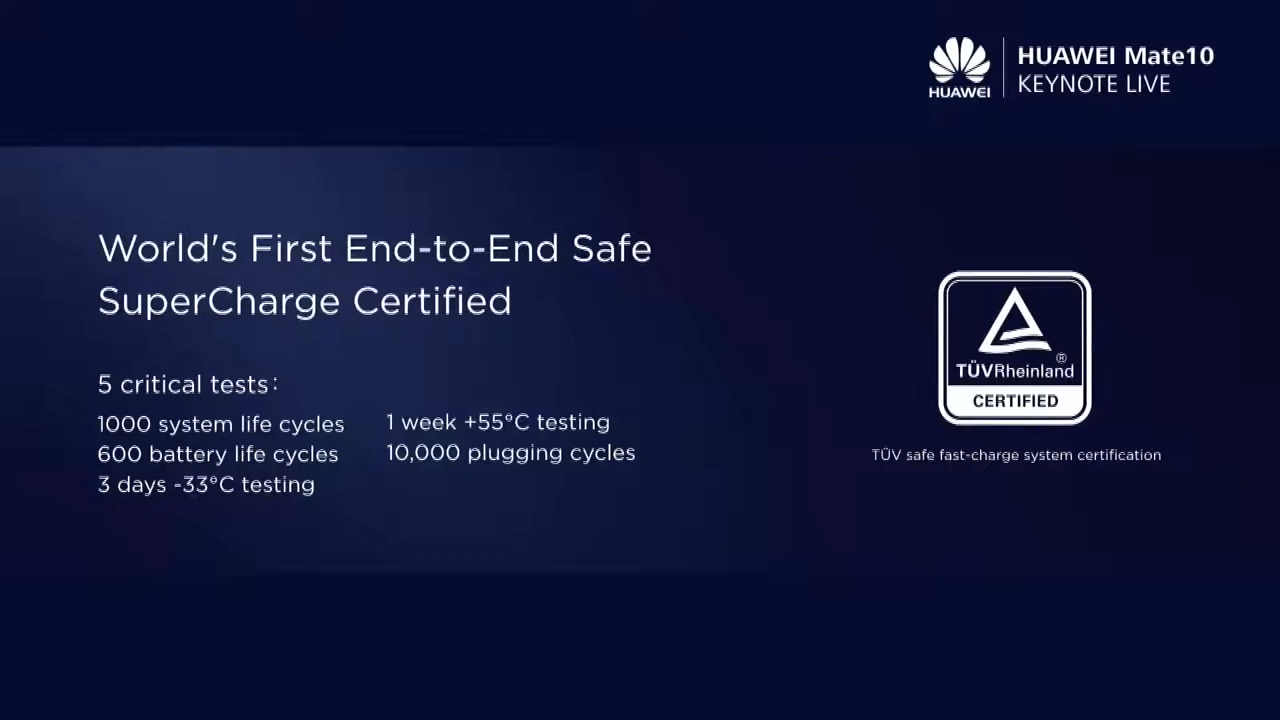 HUAWEI
HUAWEI Mate10
KEYNOTE LIVE
World's First End-to-End Safe
SuperCharge Certified
5 critical tests:
1000 system life cycles
600 battery life cycles
3 days -33°C testing
1 week +55°C testing
10,000 plugging cycles
®
TÜVRheinland
CERTIFIED
TÜV safe fast-charge system certification